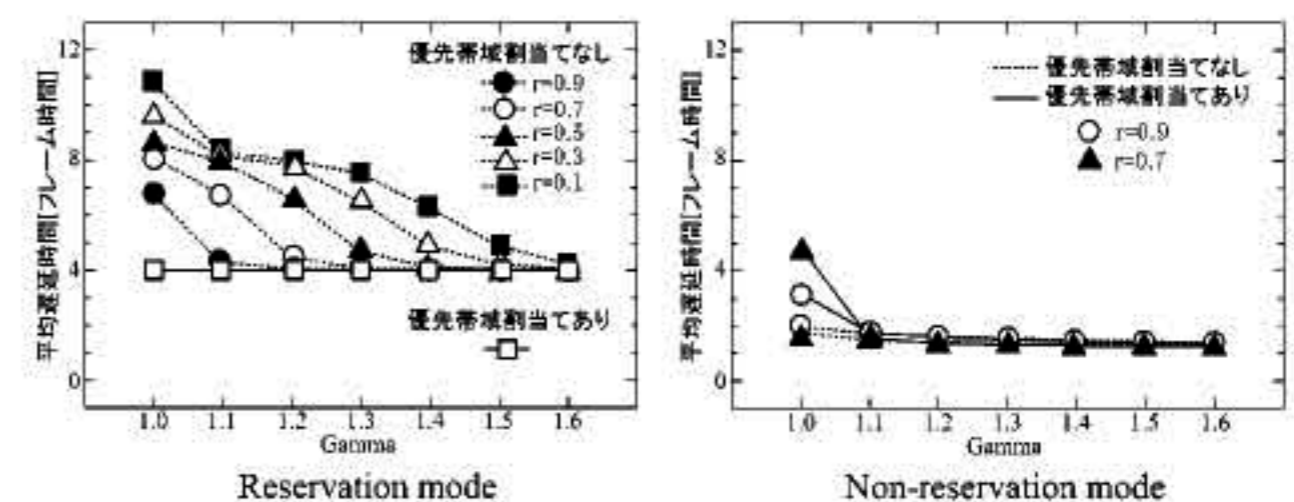 12
8
4
0
平均遅延時間[フレーム時間]
優先帯域割当てなし
r=0.9
r=0.7
r=0.5
r=0.3
r=0.1
優先帯域割当てあり
1.0 1.1 1.2 1.3 1.4 1.5 1.6
Gamma
Reservation mode
12
8
4
0
平均遅延時間[フレーム時間]
優先帯域割当てなし
優先帯域割当てあり
r=0.9
r=0.7
1.0 1.1 1.2 1.3 1.4 1.5 1.6
Gamma
Non-reservation mode